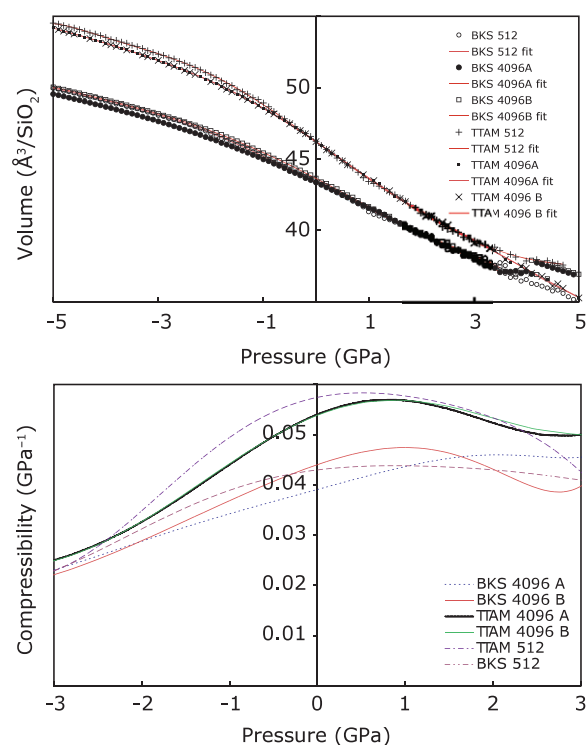 Volume (Å³/SiO₂)
50
45
40
BKS 512
BKS 512 fit
BKS 4096A
BKS 4096A fit
BKS 4096B
BKS 4096B fit
TTAM 512
TTAM 512 fit
TTAM 4096A
TTAM 4096A fit
TTAM 4096 B
TTAM 4096 B fit
-5 -3 -1 1 3 5
Pressure (GPa)
Compressibility (GPa⁻¹)
0.05
0.04
0.03
0.02
0.01
BKS 4096 A
BKS 4096 B
TTAM 4096 A
TTAM 4096 B
TTAM 512
BKS 512
-3 -2 -1 0 1 2 3
Pressure (GPa)